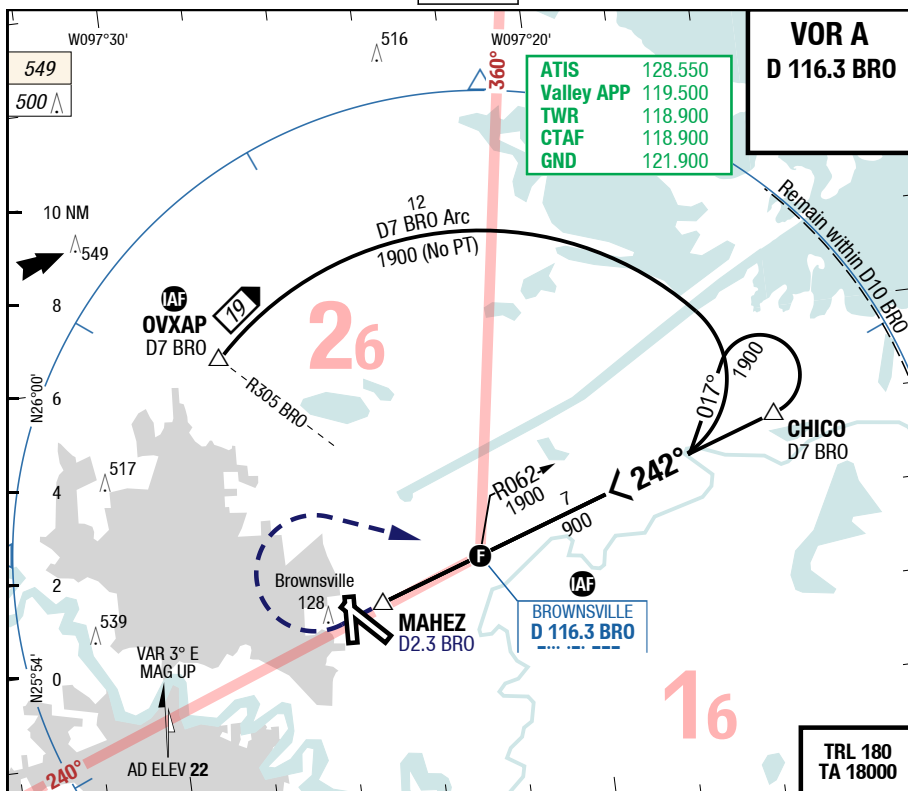 W097°30'
516
W097°20'
VOR A
D 116.3 BRO
549
500
360°
ATIS 128.550
Valley APP 119.500
TWR 118.900
CTAF 118.900
GND 121.900
10 NM
549
12
D7 BRO Arc
1900 (No PT)
Remain within D10 BRO
8
IAF
OVXAP
D7 BRO
19
26
R305 BRO
1900
017°
N26°00'
6
CHICO
D7 BRO
517
4
R062
1900
7
900
< 242°
F
2
Brownsville
128
MAHEZ
D2.3 BRO
IAF
BROWNSVILLE
D 116.3 BRO
539
N25°54'
0
VAR 3° E
MAG UP
16
240°
AD ELEV 22
TRL 180
TA 18000